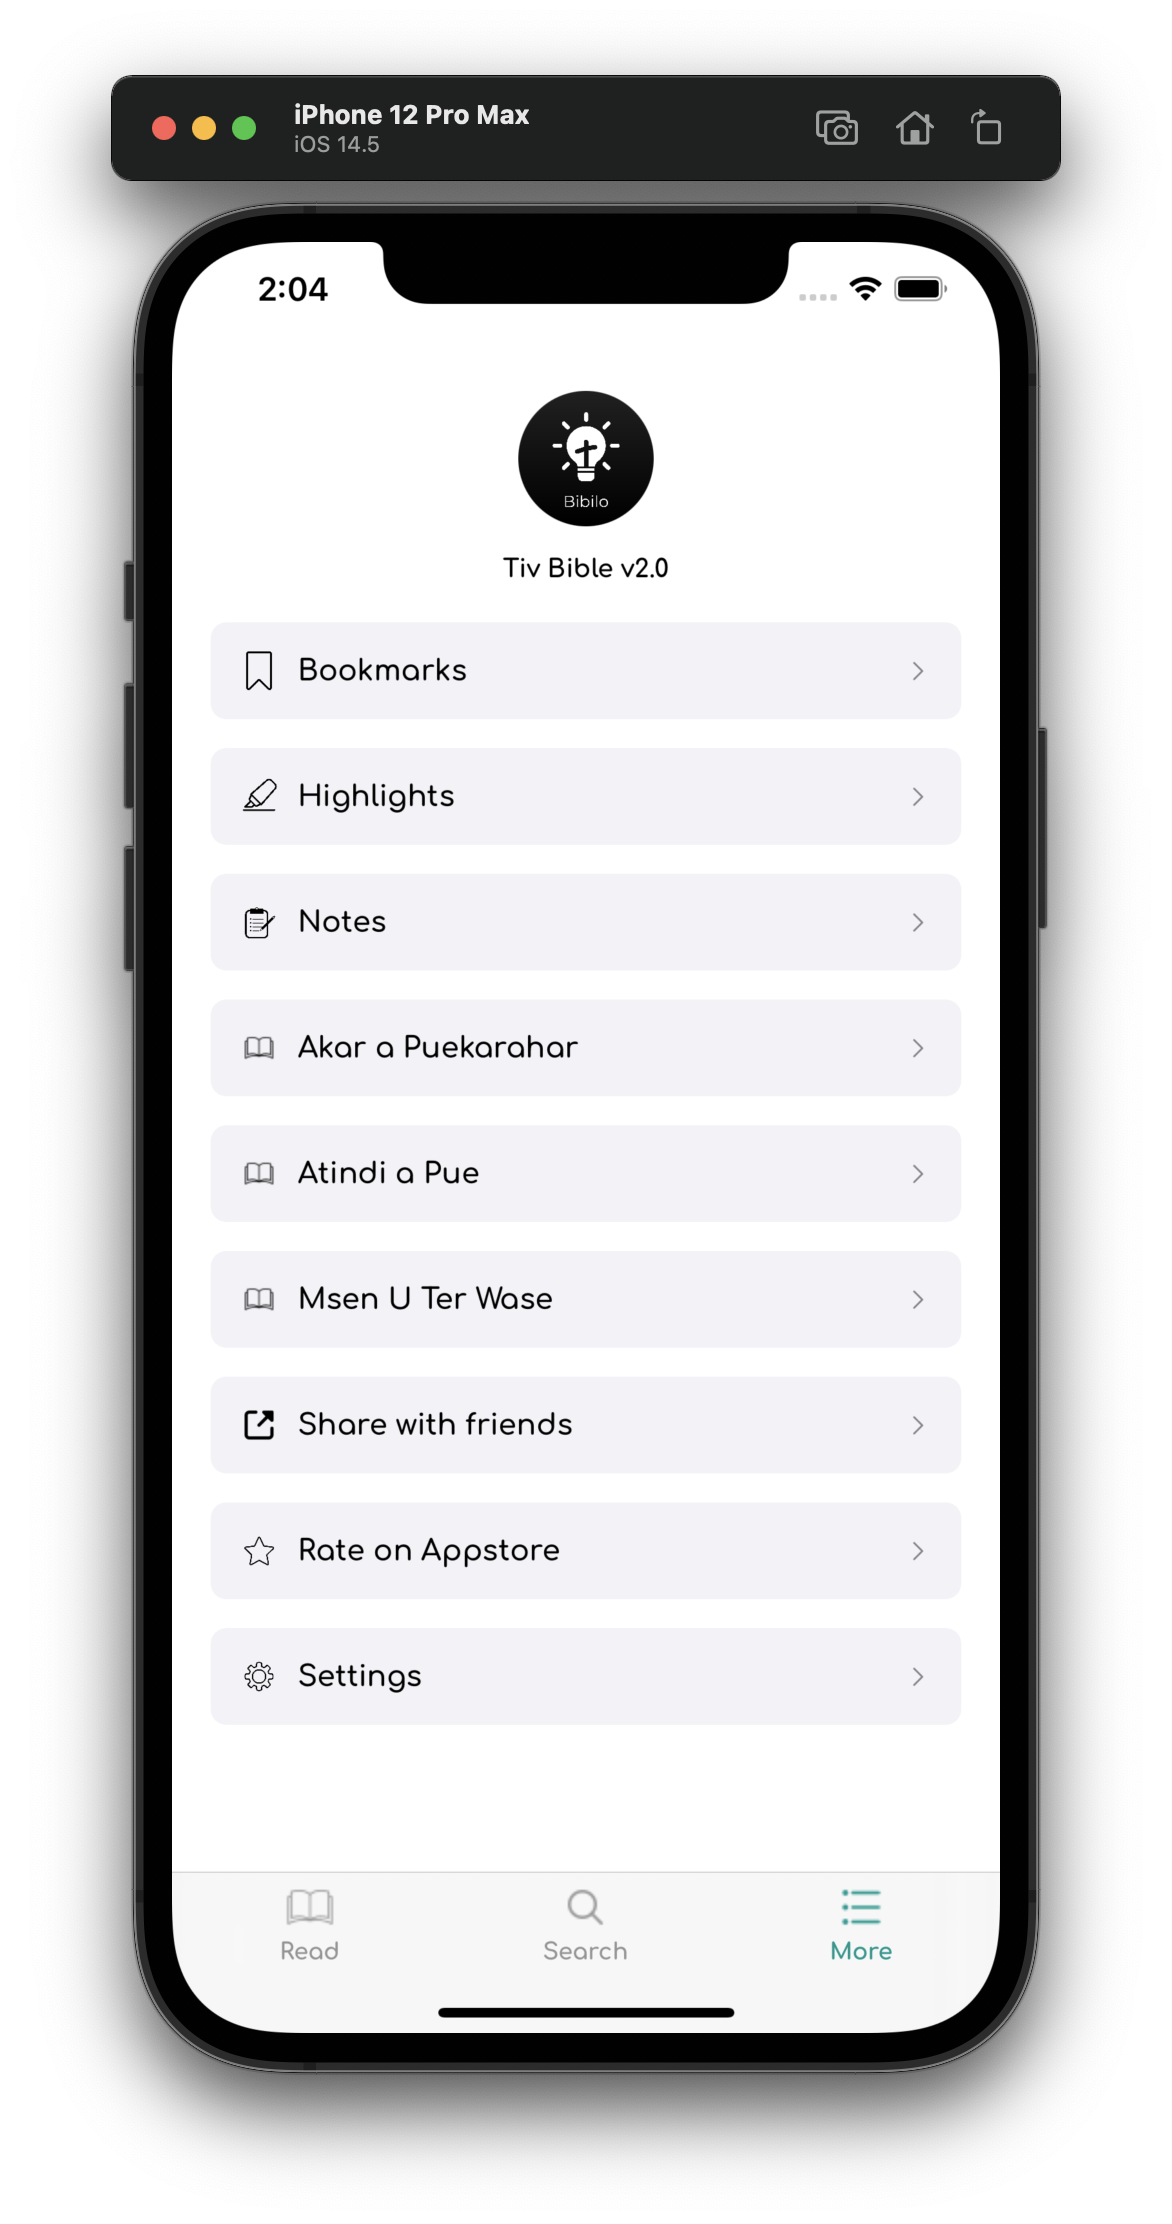 iPhone 12 Pro Max
iOS 14.5
2:04
Bibilo
Tiv Bible v2.0
Bookmarks
Highlights
Notes
Akar a Puekarahar
Atindi a Pue
Msen U Ter Wase
Share with friends
Rate on Appstore
Settings
Read
Search
More